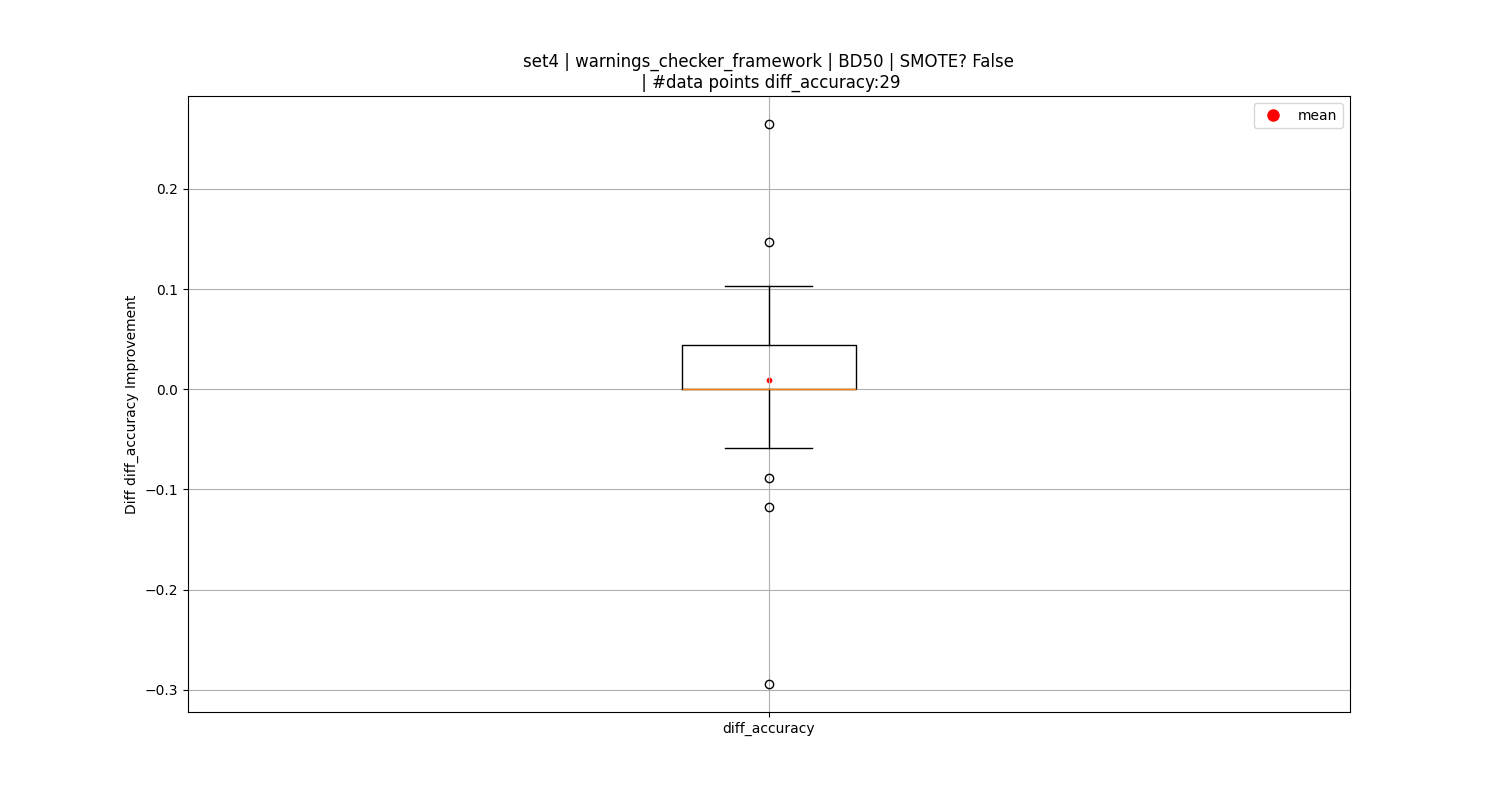 set4 | warnings_checker_framework | BD50 | SMOTE? False
| #data points diff_accuracy:29
mean
0.2
0.1
0.0
−0.1
−0.2
−0.3
Diff diff_accuracy Improvement
diff_accuracy